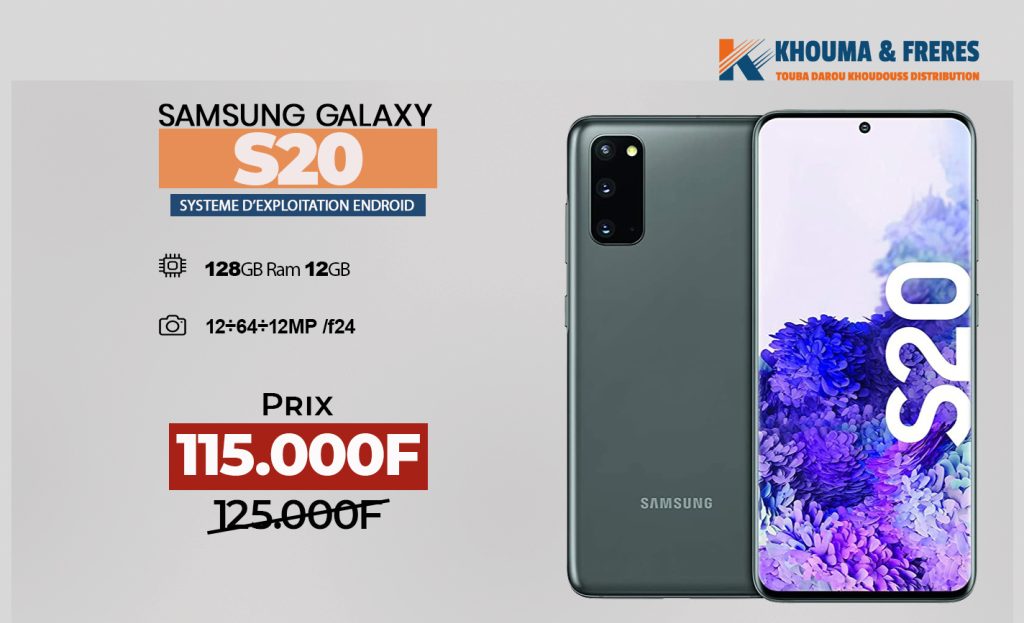 KHOUMA & FRERES
TOUBA DAROU KHOUDOUSS DISTRIBUTION
SAMSUNG GALAXY
S20
SYSTEME D'EXPLOITATION ENDROID
128GB Ram 12GB
12÷64÷12MP /f24
PRIX
115.000F
125.000F
SAMSUNG
S20